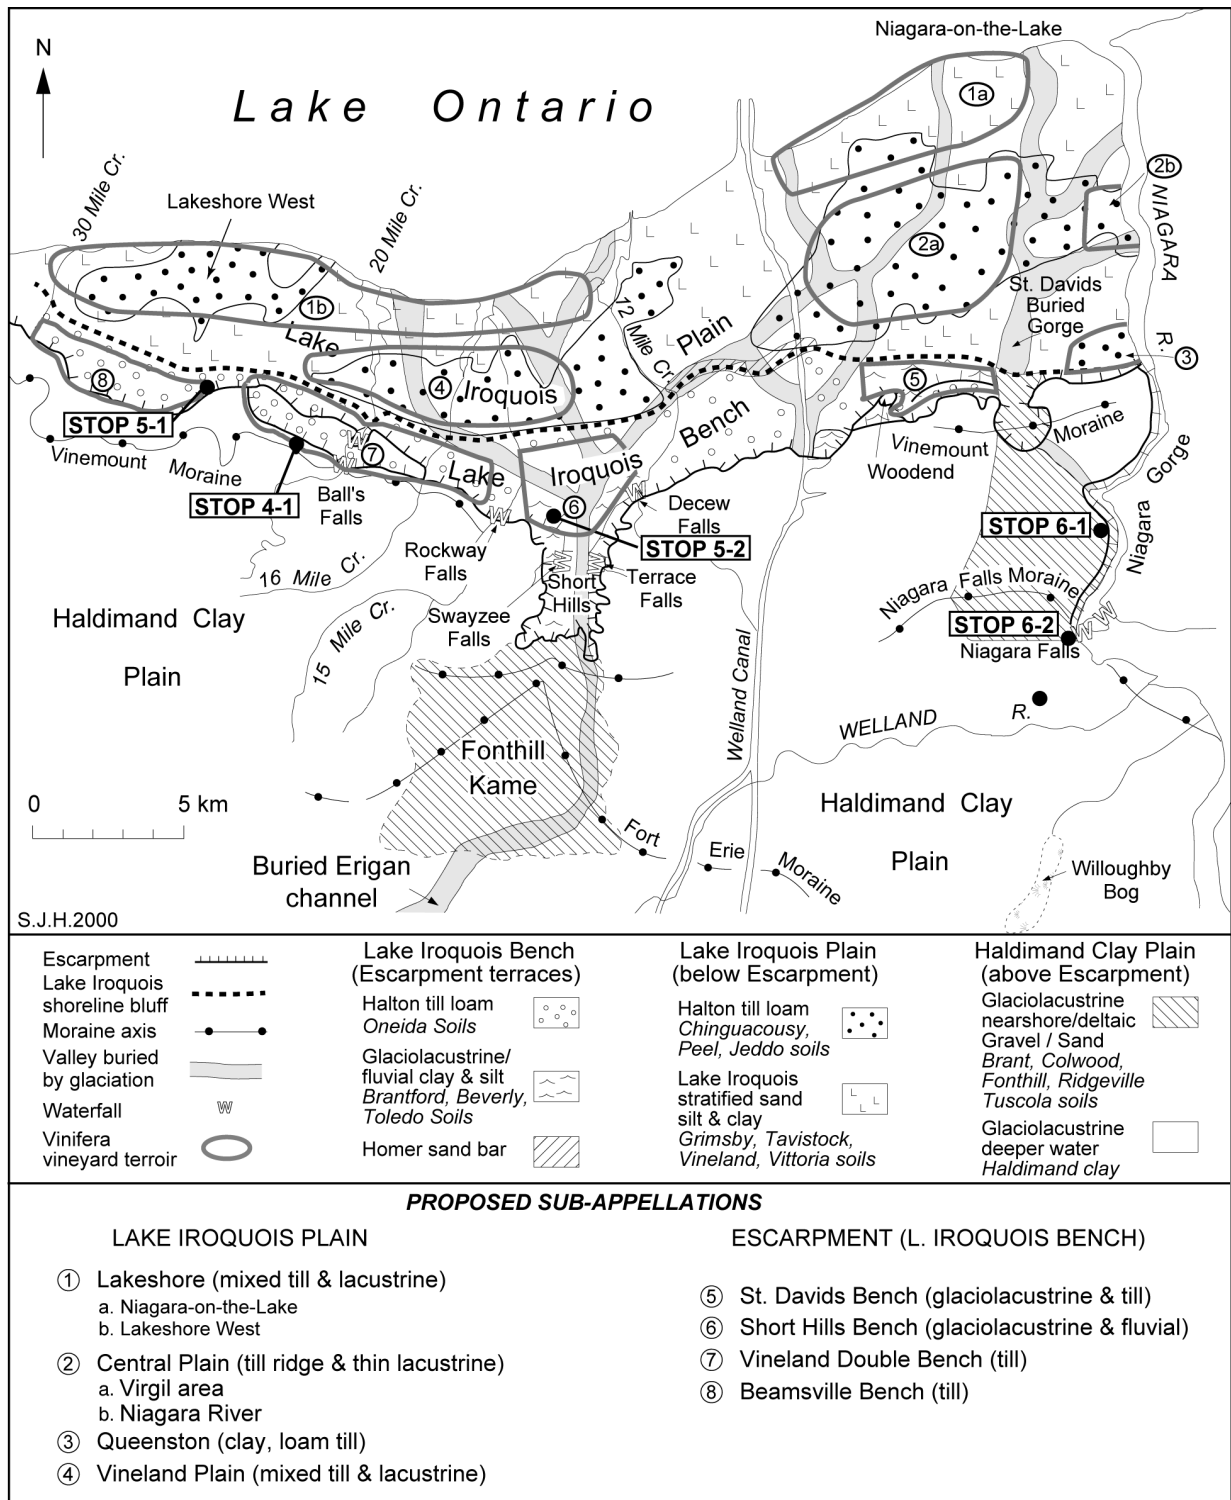 Niagara-on-the-Lake
N
Lake Ontario
1a
30 Mile Cr.
Lakeshore West
20 Mile Cr.
2b
NIAGARA
2a
1b
St. Davids
Buried
Gorge
Lake
12 Mile Cr.
Plain
R.
3
8
4
Iroquois
5
STOP 5-1
Bench
Vinemount
Moraine
Vinemount
Moraine
Woodend
7
Lake
Iroquois
Gorge
STOP 4-1
Ball's
Falls
6
Decew
Falls
STOP 6-1
Niagara
STOP 5-2
Rockway
Falls
16 Mile Cr.
Short
Hills
Terrace
Falls
Niagara Falls Moraine
Haldimand Clay
Plain
15 Mile Cr.
Swayzee
Falls
STOP 6-2
Niagara Falls
Welland Canal
R.
WELLAND
Fonthill
Kame
0 5 km
Haldimand Clay
Plain
Fort
Erie
Moraine
Buried Erigan
channel
Willoughby
Bog
S.J.H.2000
Escarpment
Lake Iroquois
shoreline bluff
Moraine axis
Valley buried
by glaciation
Waterfall
W
Vinifera
vineyard terroir
Lake Iroquois Bench
(Escarpment terraces)
Halton till loam
Oneida Soils
Glaciolacustrine/
fluvial clay & silt
Brantford, Beverly,
Toledo Soils
Homer sand bar
Lake Iroquois Plain
(below Escarpment)
Halton till loam
Chinguacousy,
Peel, Jeddo soils
Lake Iroquois
stratified sand
silt & clay
Grimsby, Tavistock,
Vineland, Vittoria soils
Haldimand Clay Plain
(above Escarpment)
Glaciolacustrine
nearshore/deltaic
Gravel / Sand
Brant, Colwood,
Fonthill, Ridgeville
Tuscola soils
Glaciolacustrine
deeper water
Haldimand clay
PROPOSED SUB-APPELLATIONS
LAKE IROQUOIS PLAIN
1 Lakeshore (mixed till & lacustrine)
a. Niagara-on-the-Lake
b. Lakeshore West
2 Central Plain (till ridge & thin lacustrine)
a. Virgil area
b. Niagara River
3 Queenston (clay, loam till)
4 Vineland Plain (mixed till & lacustrine)
ESCARPMENT (L. IROQUOIS BENCH)
5 St. Davids Bench (glaciolacustrine & till)
6 Short Hills Bench (glaciolacustrine & fluvial)
7 Vineland Double Bench (till)
8 Beamsville Bench (till)